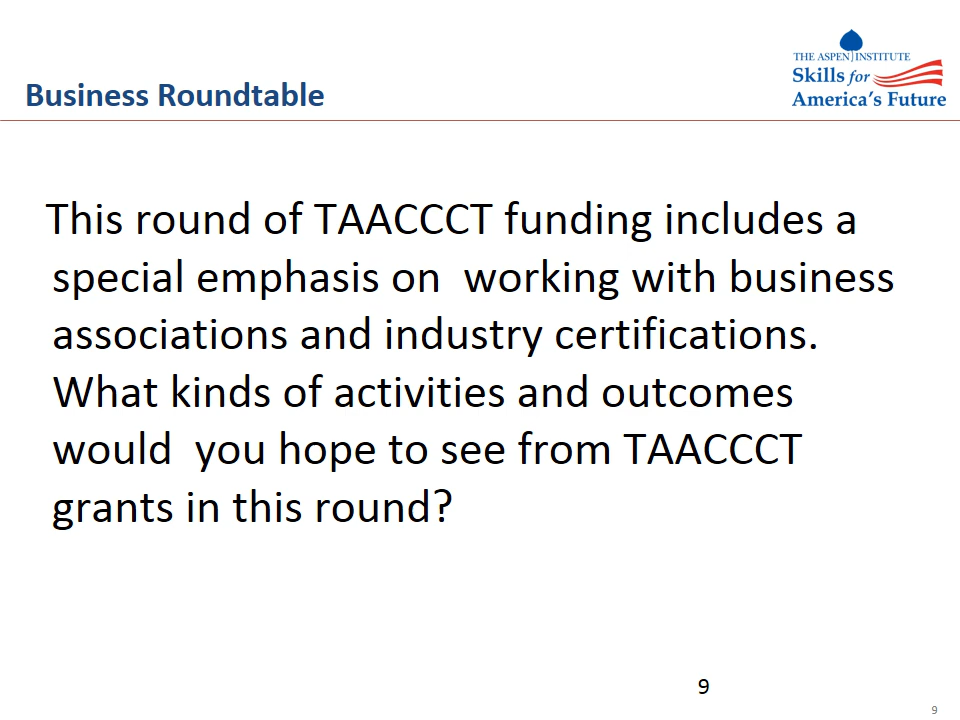 THE ASPEN INSTITUTE
Skills for
America's Future
Business Roundtable
This round of TAACCCT funding includes a
special emphasis on  working with business
associations and industry certifications.
What kinds of activities and outcomes
would  you hope to see from TAACCCT
grants in this round?
9
9